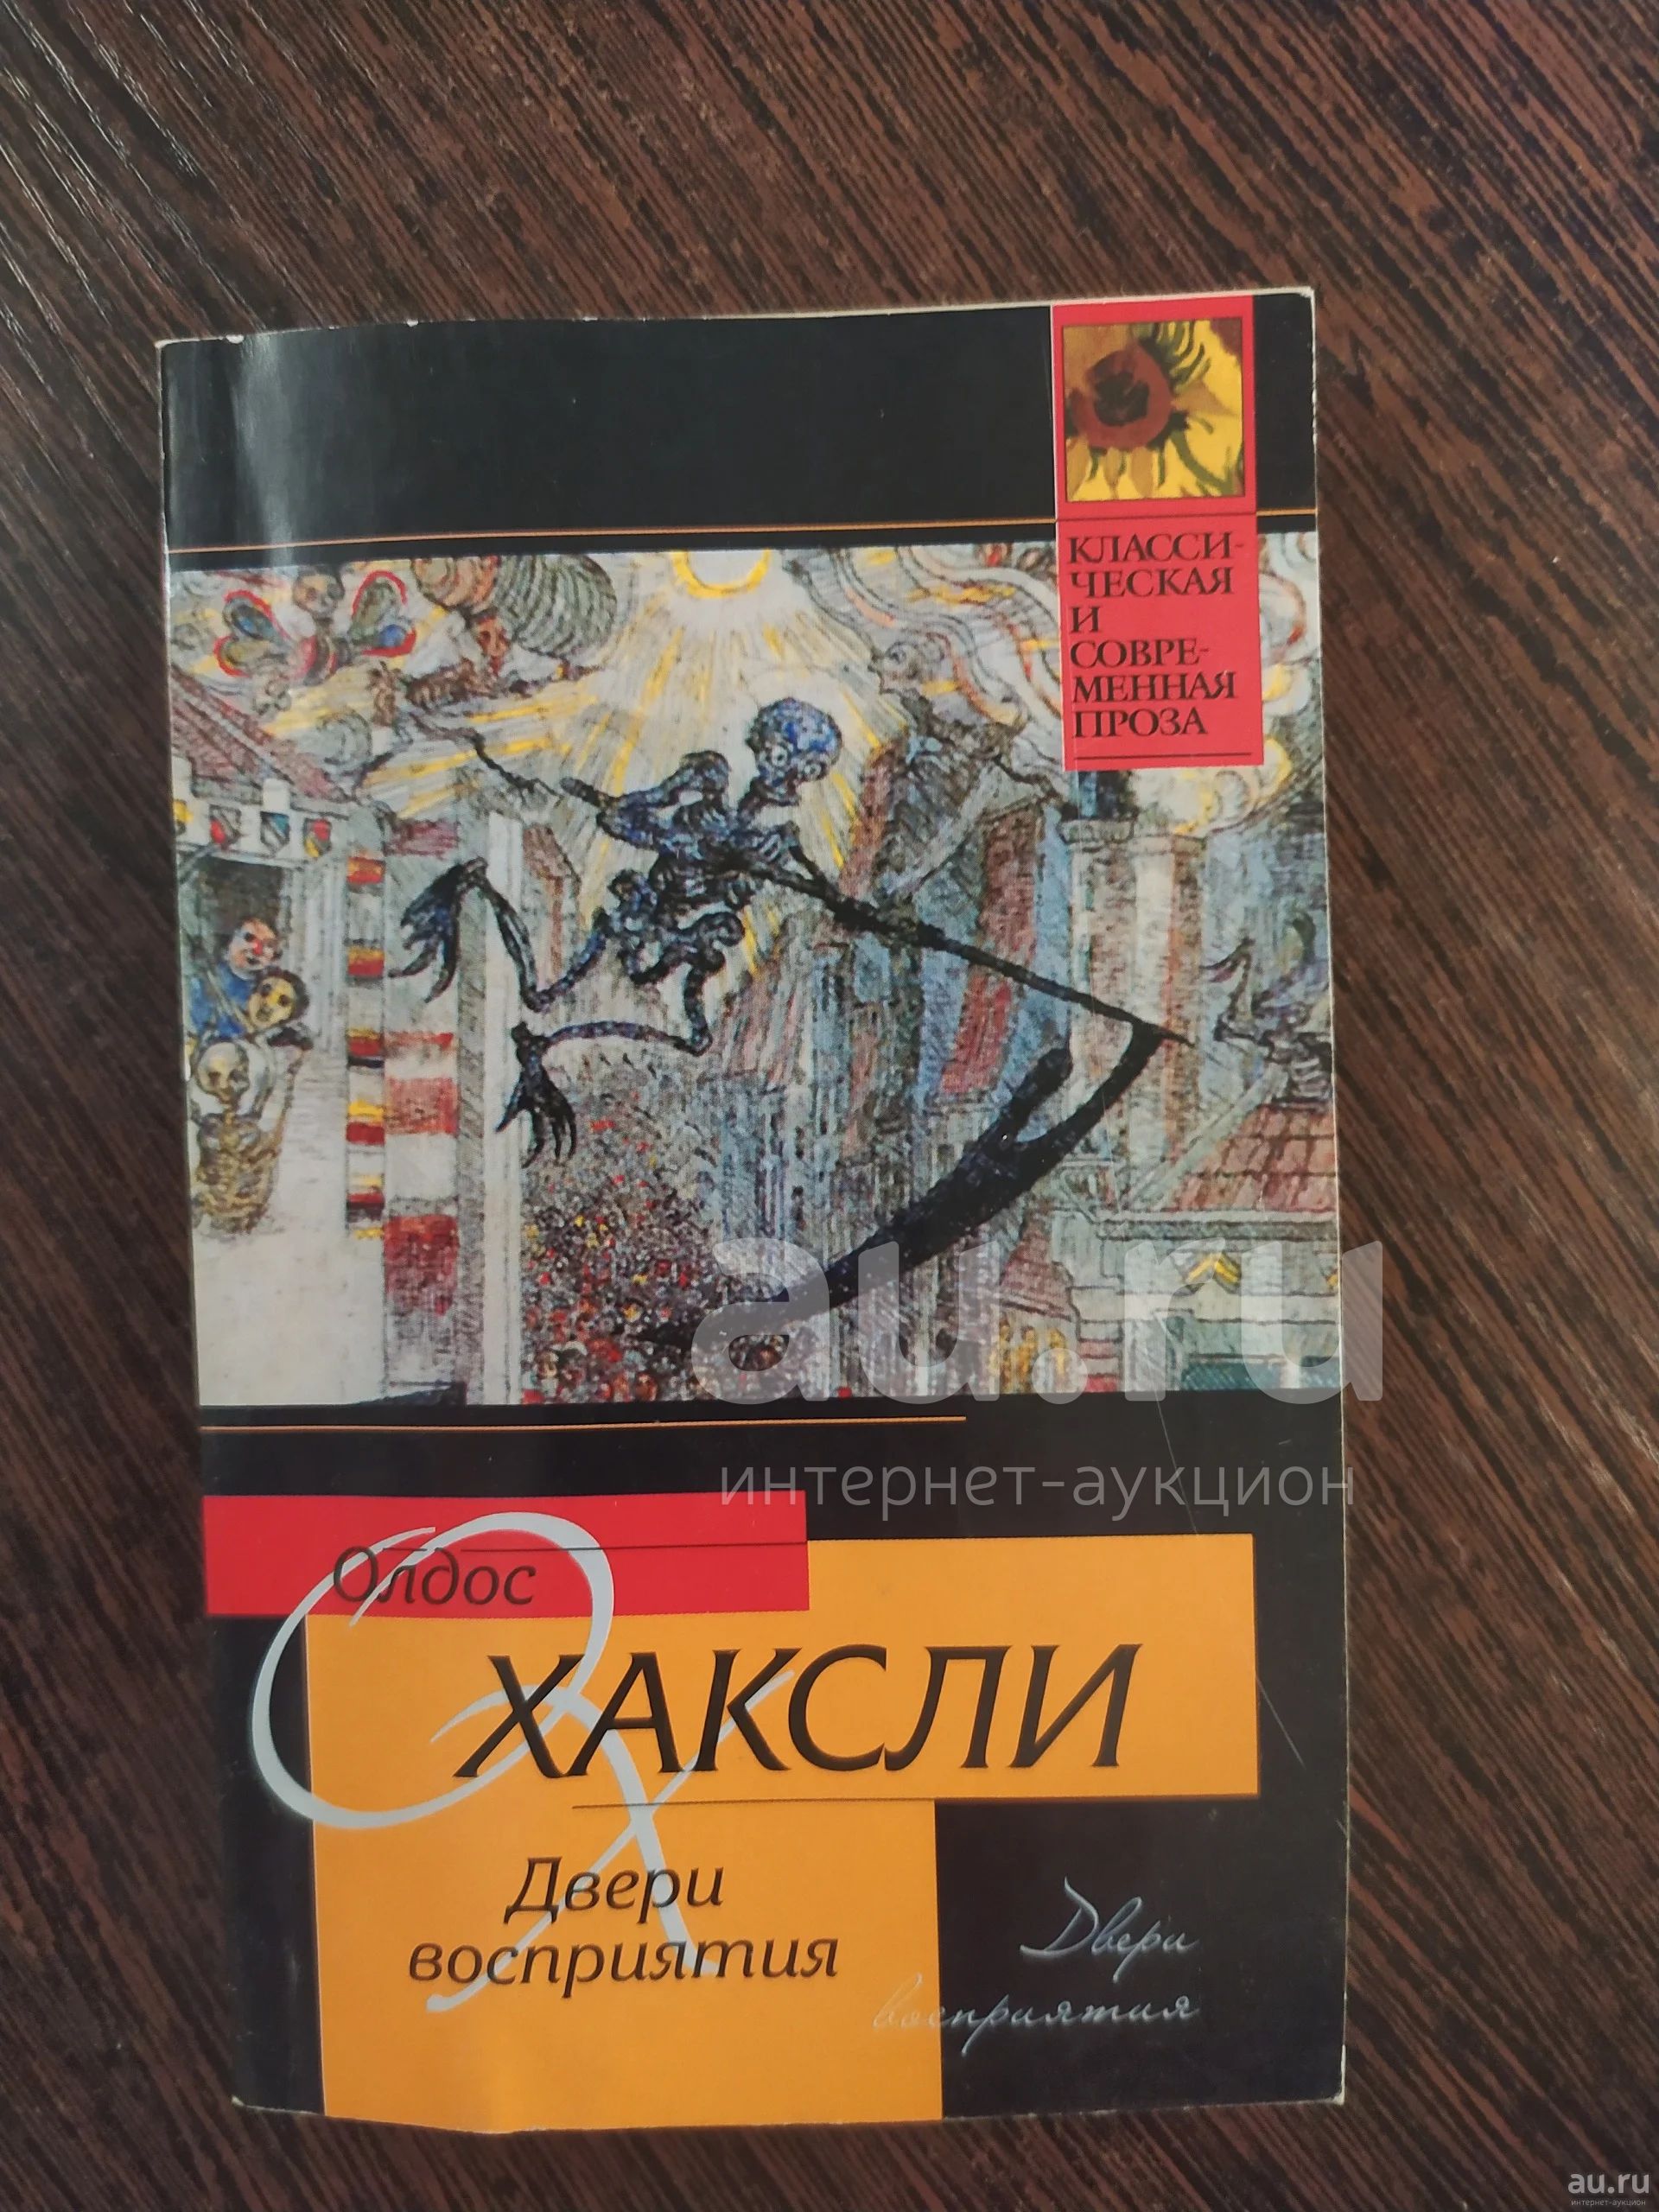 КЛАССИ-
ЧЕСКАЯ
И
СОВРЕ-
МЕННАЯ
ПРОЗА
au.ru
интернет-аукцион
Олдос
ХАКСЛИ
Двери
восприятия
Двери
восприятия
au.ru
интернет-аукцион